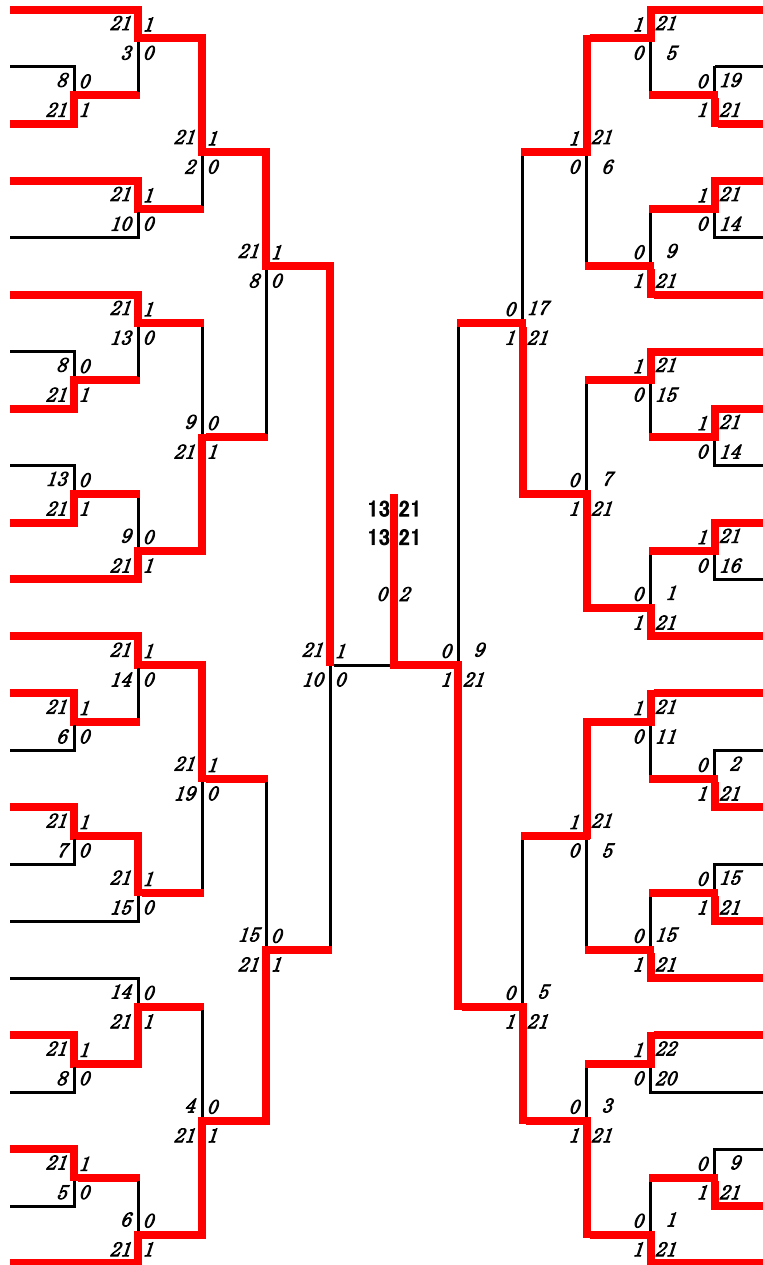 21 1 1 21
3 0 0 5
8 0 0 19
21 1 1 21
21 1 1 21
2 0 0 6
21 1 1 21
10 0 0 14
21 1 0 9
8 0 1 21
21 1 0 17
13 0 1 21
8 0 1 21
21 1 0 15
9 0 1 21
21 1 0 14
13 0 0 7
21 1 1 21
13 21
13 21
9 0 1 21
21 1 0 16
0 2 0 1
1 21
21 1 21 1 0 9
14 0 10 0 1 21
21 1 1 21
6 0 0 11
21 1 0 2
19 0 1 21
21 1 1 21
7 0 0 5
21 1 0 15
15 0 1 21
15 0 0 15
21 1 1 21
14 0 0 5
21 1 1 21
21 1 1 22
8 0 0 20
4 0 0 3
21 1 1 21
21 1 0 9
5 0 1 21
6 0 0 1
21 1 1 21